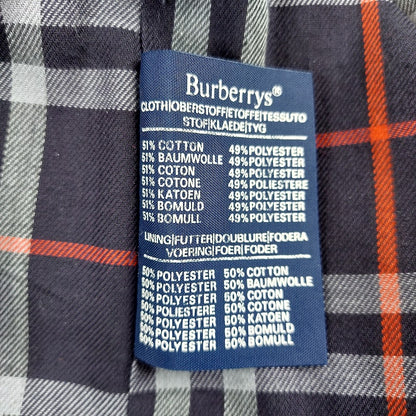 Burberrys®
CLOTH|OBERSTOFF|ETOFFE|TESSUTO
STOF|KLAEDE|TYG
51% COTTON 49% POLYESTER
51% BAUMWOLLE 49% POLYESTER
51% COTON 49% POLYESTER
51% COTONE 49% POLIESTERE
51% KATOEN 49% POLYESTER
51% BOMULD 49% POLYESTER
51% BOMULL 49% POLYESTER
LINING|FUTTER|DOUBLURE|FODERA
VOERING|FOER|FODER
50% POLYESTER 50% COTTON
50% POLYESTER 50% BAUMWOLLE
50% POLYESTER 50% COTON
50% POLIESTERE 50% COTONE
50% POLYESTER 50% KATOEN
50% POLYESTER 50% BOMULD
50% POLYESTER 50% BOMULL